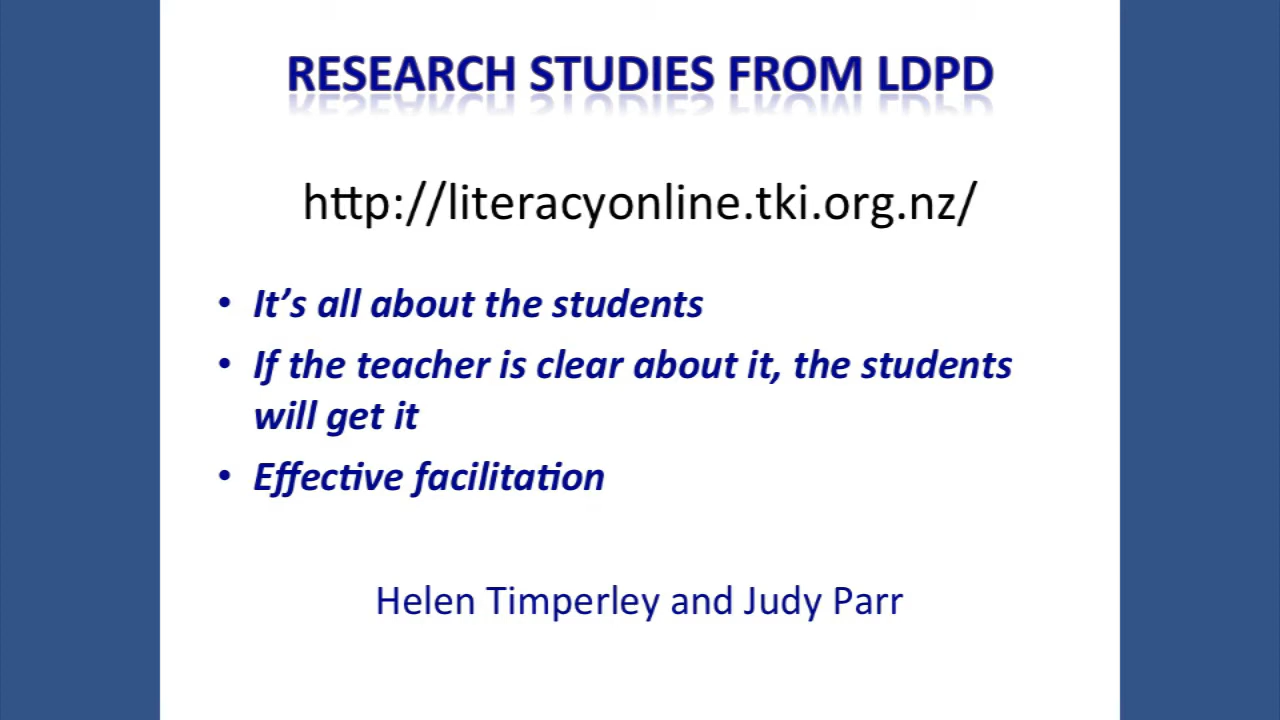 RESEARCH STUDIES FROM LDPD
http://literacyonline.tki.org.nz/
• It’s all about the students
• If the teacher is clear about it, the students
will get it
• Effective facilitation
Helen Timperley and Judy Parr